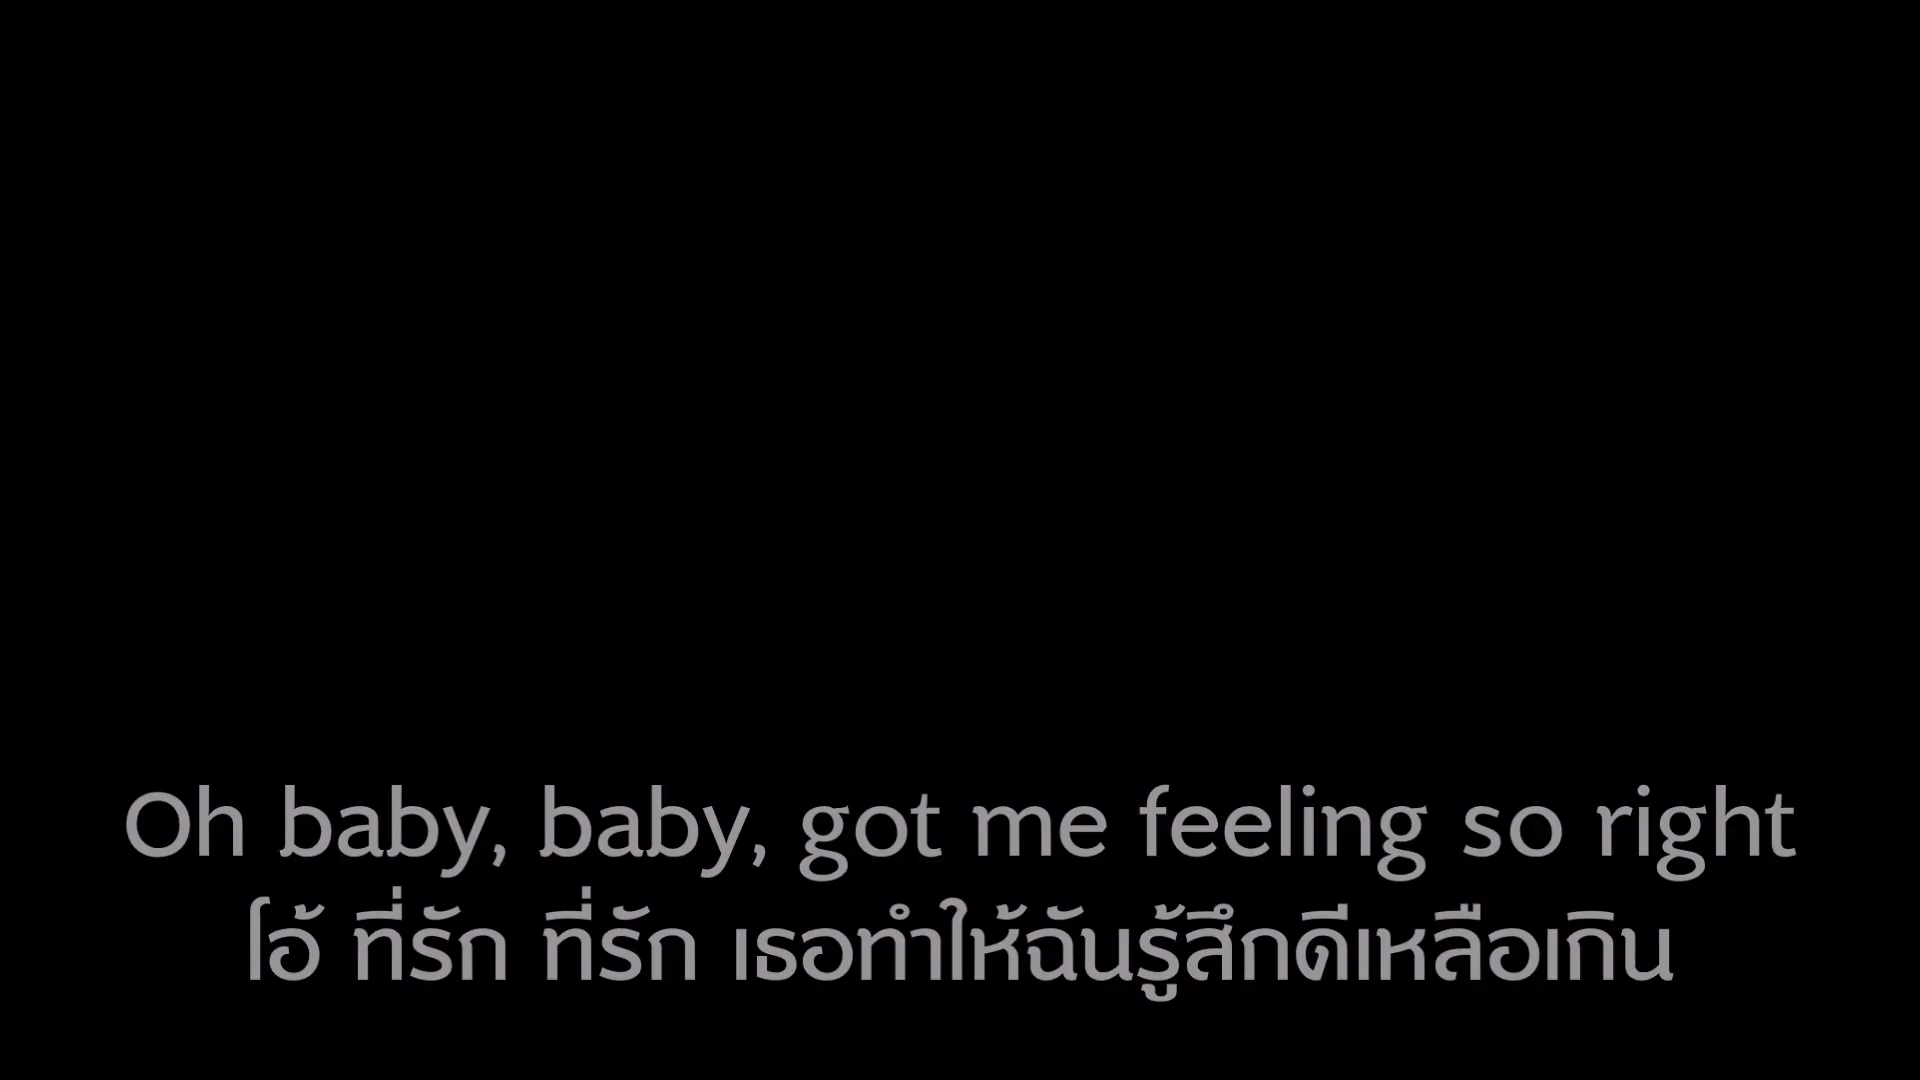 Oh baby, baby, got me feeling so right
โอ้ ที่รัก ที่รัก เธอทำให้ฉันรู้สึกดีเหลือเกิน